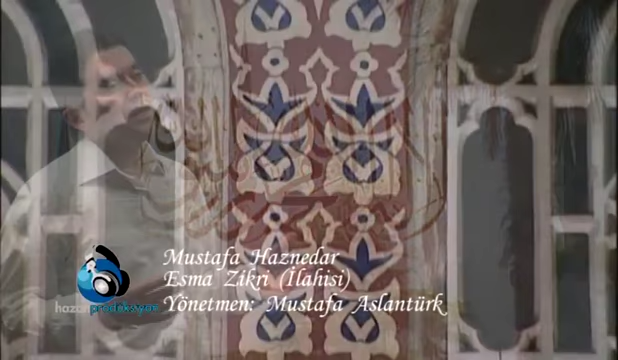 Mustafa Haznedar
Esma Zikri (İlahisi)
Yönetmen: Mustafa Aslantürk